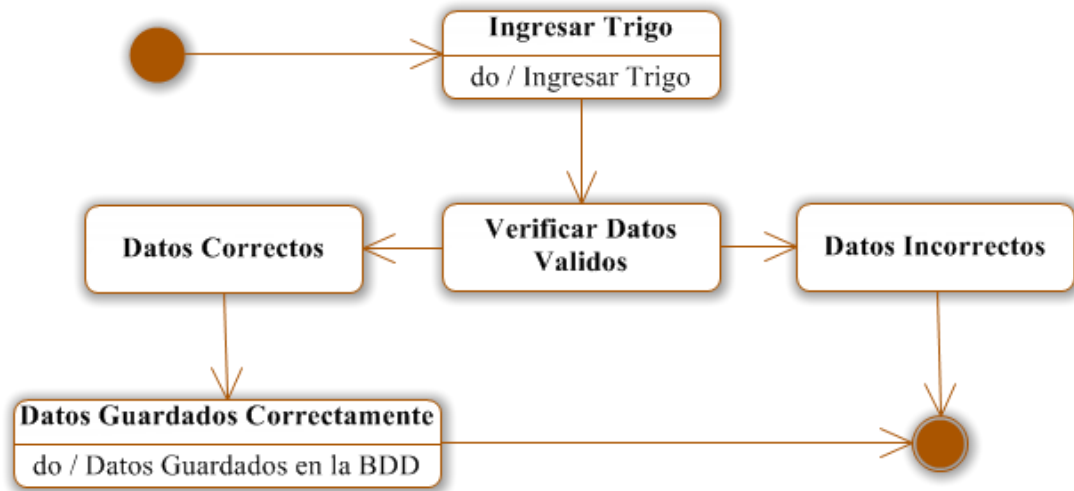 Ingresar Trigo
do / Ingresar Trigo
Datos Correctos
Verificar Datos
Validos
Datos Incorrectos
Datos Guardados Correctamente
do / Datos Guardados en la BDD